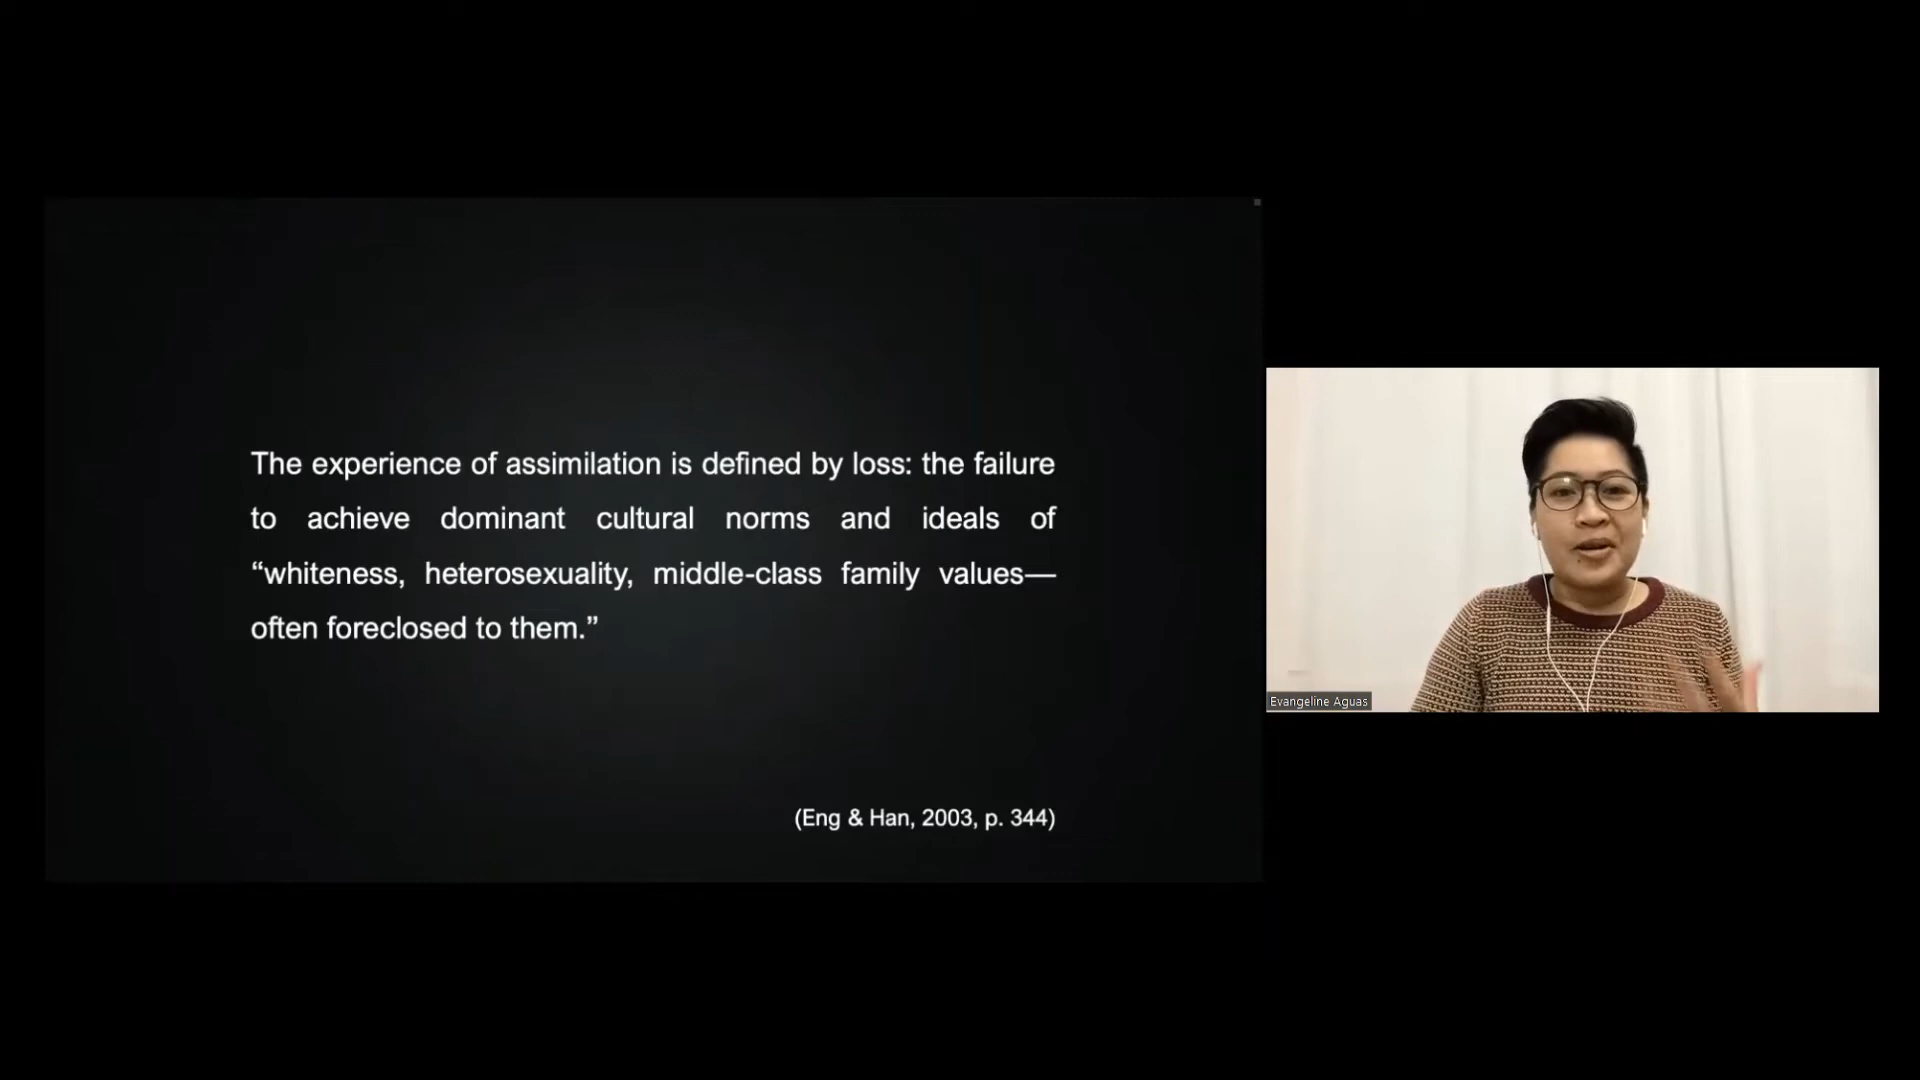 The experience of assimilation is defined by loss: the failure
to achieve dominant cultural norms and ideals of
“whiteness, heterosexuality, middle-class family values—
often foreclosed to them.”
(Eng & Han, 2003, p. 344)
Evangeline Aguas